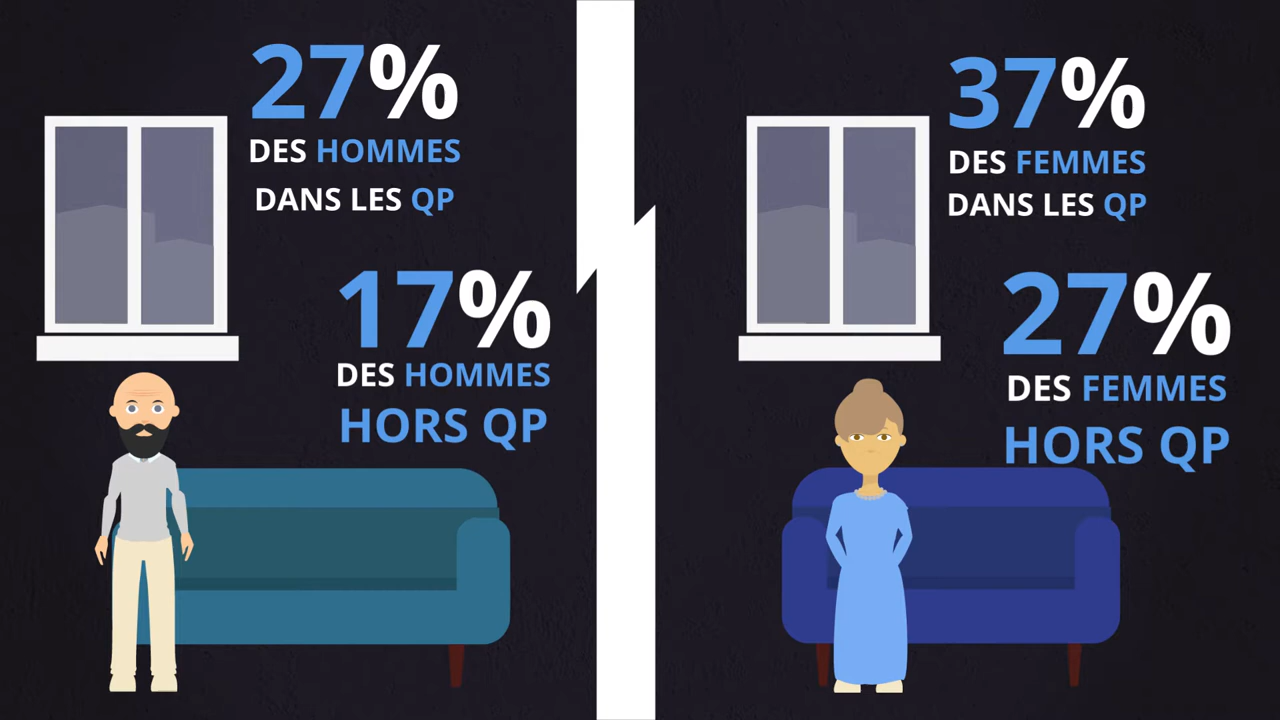 27%
DES HOMMES
DANS LES QP
17%
DES HOMMES
HORS QP
37%
DES FEMMES
DANS LES QP
27%
DES FEMMES
HORS QP